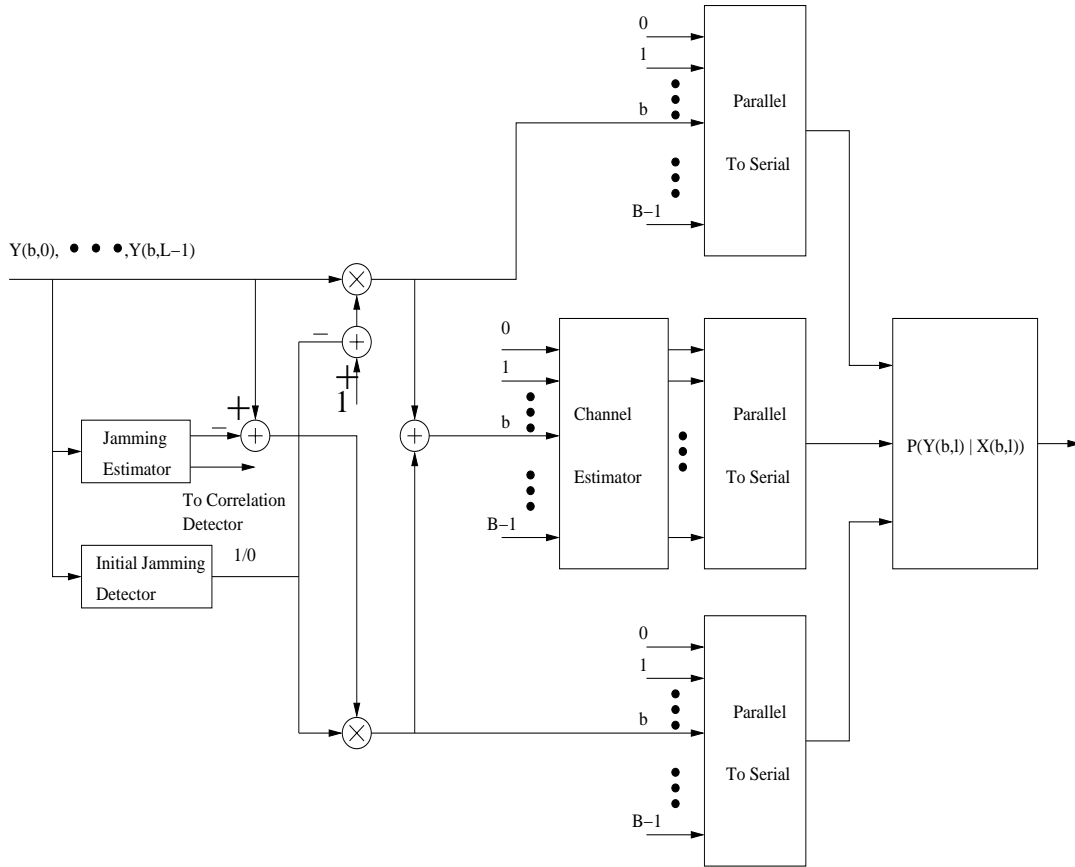 0
1
b
B−1
Parallel
To Serial
Y(b,0), • • • ,Y(b,L−1)
×
−
+
+
1
0
1
b
B−1
Channel
Estimator
Parallel
To Serial
P(Y(b,l) | X(b,l))
+
−
+
+
Jamming
Estimator
To Correlation
Detector
1/0
Initial Jamming
Detector
0
1
b
B−1
×
Parallel
To Serial